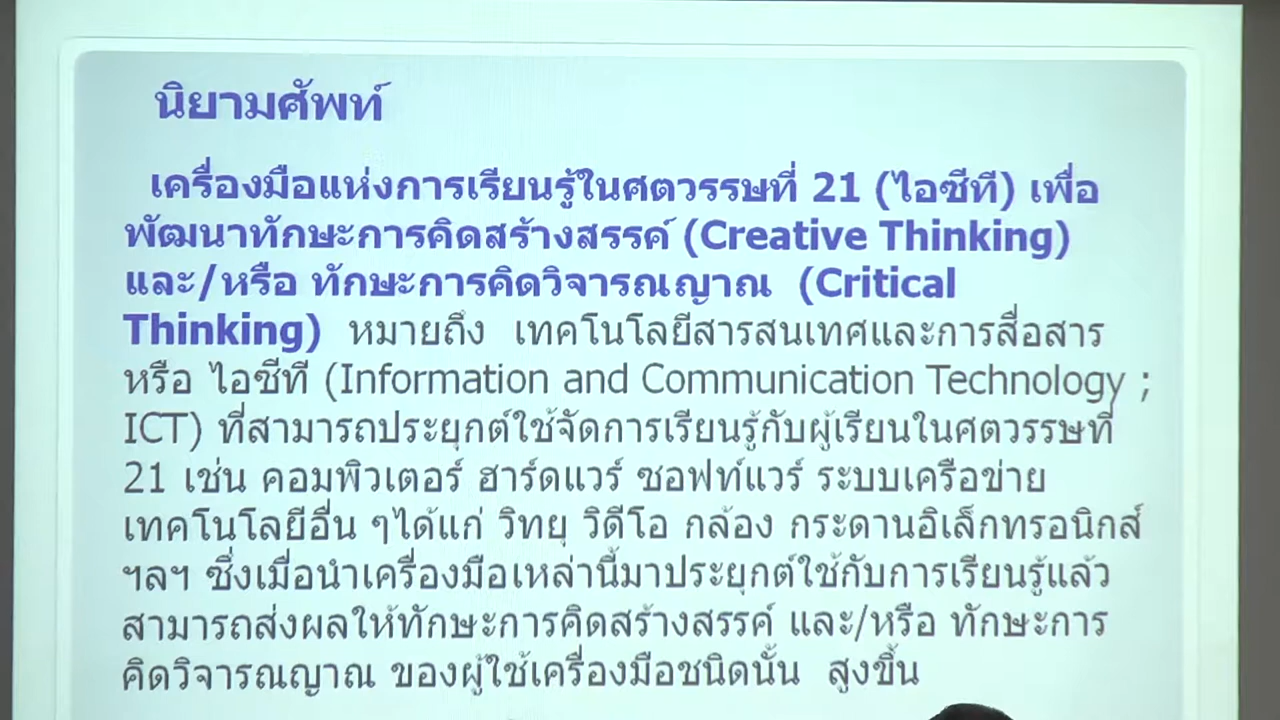 นิยามศัพท์
เครื่องมือแห่งการเรียนรู้ในศตวรรษที่ 21 (ไอซีที) เพื่อ
พัฒนาทักษะการคิดสร้างสรรค์ (Creative Thinking)
และ/หรือ ทักษะการคิดวิจารณญาณ (Critical
Thinking) หมายถึง เทคโนโลยีสารสนเทศและการสื่อสาร
หรือ ไอซีที (Information and Communication Technology ;
ICT) ที่สามารถประยุกต์ใช้จัดการเรียนรู้กับผู้เรียนในศตวรรษที่
21 เช่น คอมพิวเตอร์ ฮาร์ดแวร์ ซอฟท์แวร์ ระบบเครือข่าย
เทคโนโลยีอื่น ๆได้แก่ วิทยุ วิดีโอ กล้อง กระดานอิเล็กทรอนิกส์
ฯลฯ ซึ่งเมื่อนำเครื่องมือเหล่านี้มาประยุกต์ใช้กับการเรียนรู้แล้ว
สามารถส่งผลให้ทักษะการคิดสร้างสรรค์ และ/หรือ ทักษะการ
คิดวิจารณญาณ ของผู้ใช้เครื่องมือชนิดนั้น สูงขึ้น